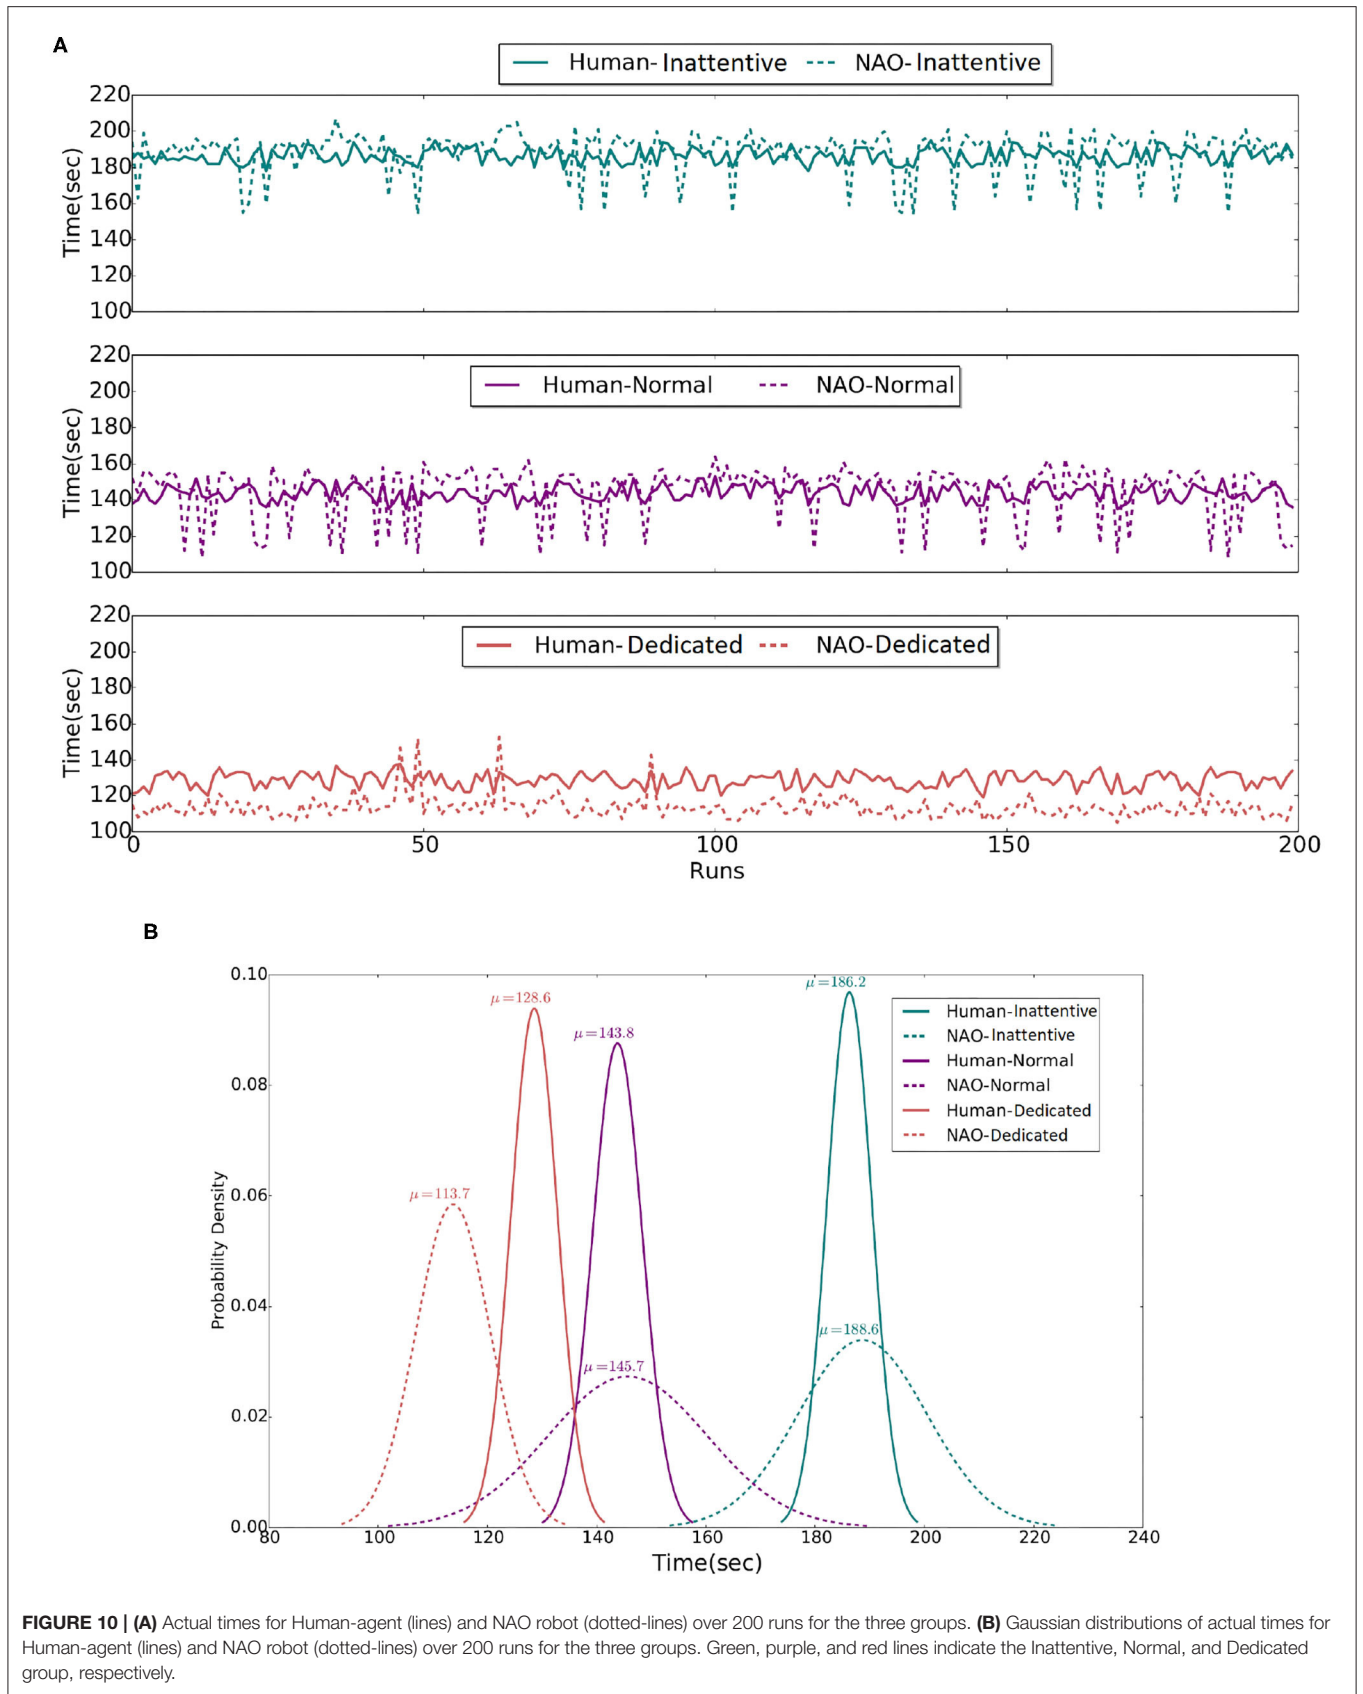 A
Human-Inattentive NAO-Inattentive
220
200
180
160
140
120
100
Time(sec)
220
Human-Normal NAO-Normal
200
180
160
140
120
100
Time(sec)
220
Human-Dedicated NAO-Dedicated
200
180
160
140
120
100
Time(sec)
0 50 100 150 200
Runs
B
0.10
0.08
0.06
0.04
0.02
0.00
Probability Density
μ=186.2
μ=128.6
μ=143.8
μ=113.7
μ=188.6
μ=145.7
Human-Inattentive
NAO-Inattentive
Human-Normal
NAO-Normal
Human-Dedicated
NAO-Dedicated
80 100 120 140 160 180 200 220 240
Time(sec)
FIGURE 10 | (A) Actual times for Human-agent (lines) and NAO robot (dotted-lines) over 200 runs for the three groups. (B) Gaussian distributions of actual times for
Human-agent (lines) and NAO robot (dotted-lines) over 200 runs for the three groups. Green, purple, and red lines indicate the Inattentive, Normal, and Dedicated
group, respectively.